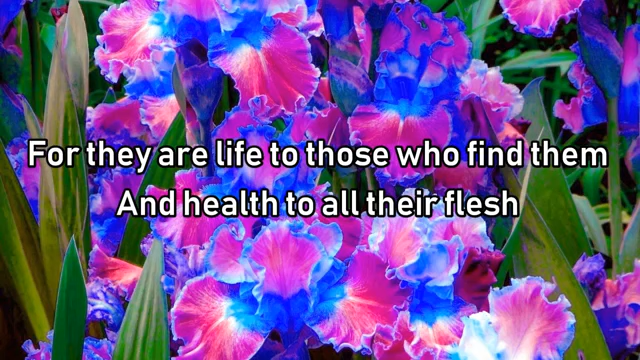 For they are life to those who find them
And health to all their flesh